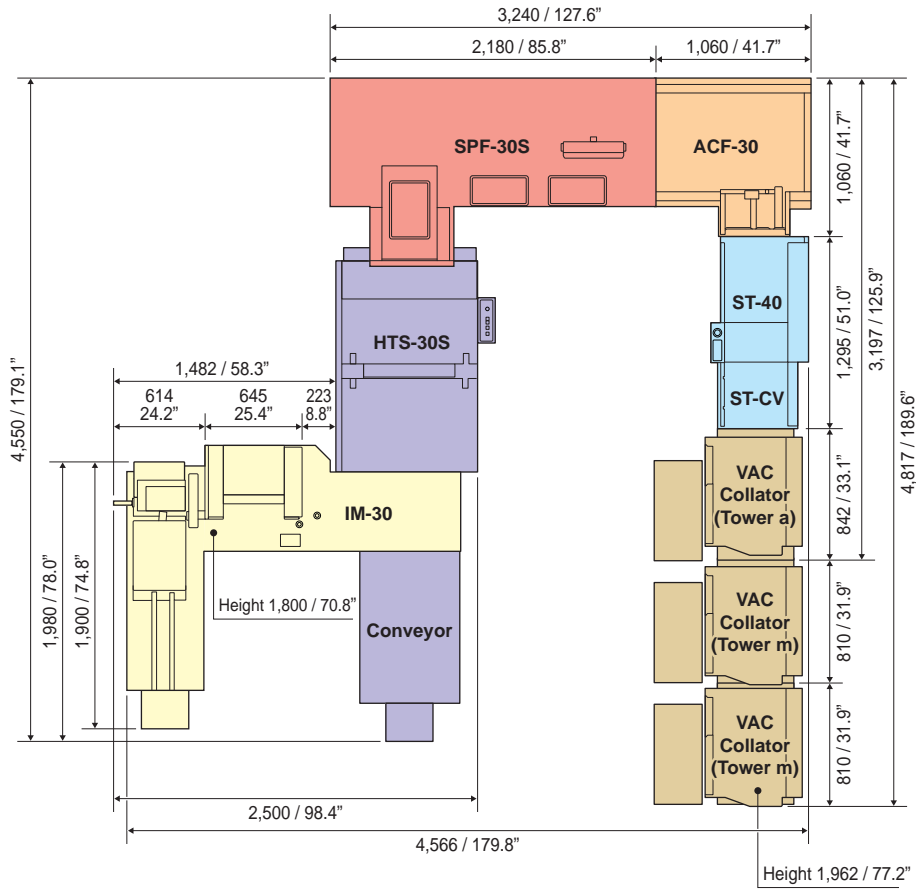 3,240 / 127.6”
2,180 / 85.8”
1,060 / 41.7”
SPF-30S
ACF-30
1,060 / 41.7”
ST-40
1,295 / 51.0”
3,197 / 125.9”
HTS-30S
1,482 / 58.3”
4,550 / 179.1”
614
24.2”
645
25.4”
223
8.8”
ST-CV
4,817 / 189.6”
VAC
Collator
(Tower a)
842 / 33.1”
IM-30
1,980 / 78.0”
1,900 / 74.8”
Height 1,800 / 70.8”
Conveyor
VAC
Collator
(Tower m)
810 / 31.9”
VAC
Collator
(Tower m)
810 / 31.9”
2,500 / 98.4”
4,566 / 179.8”
Height 1,962 / 77.2”